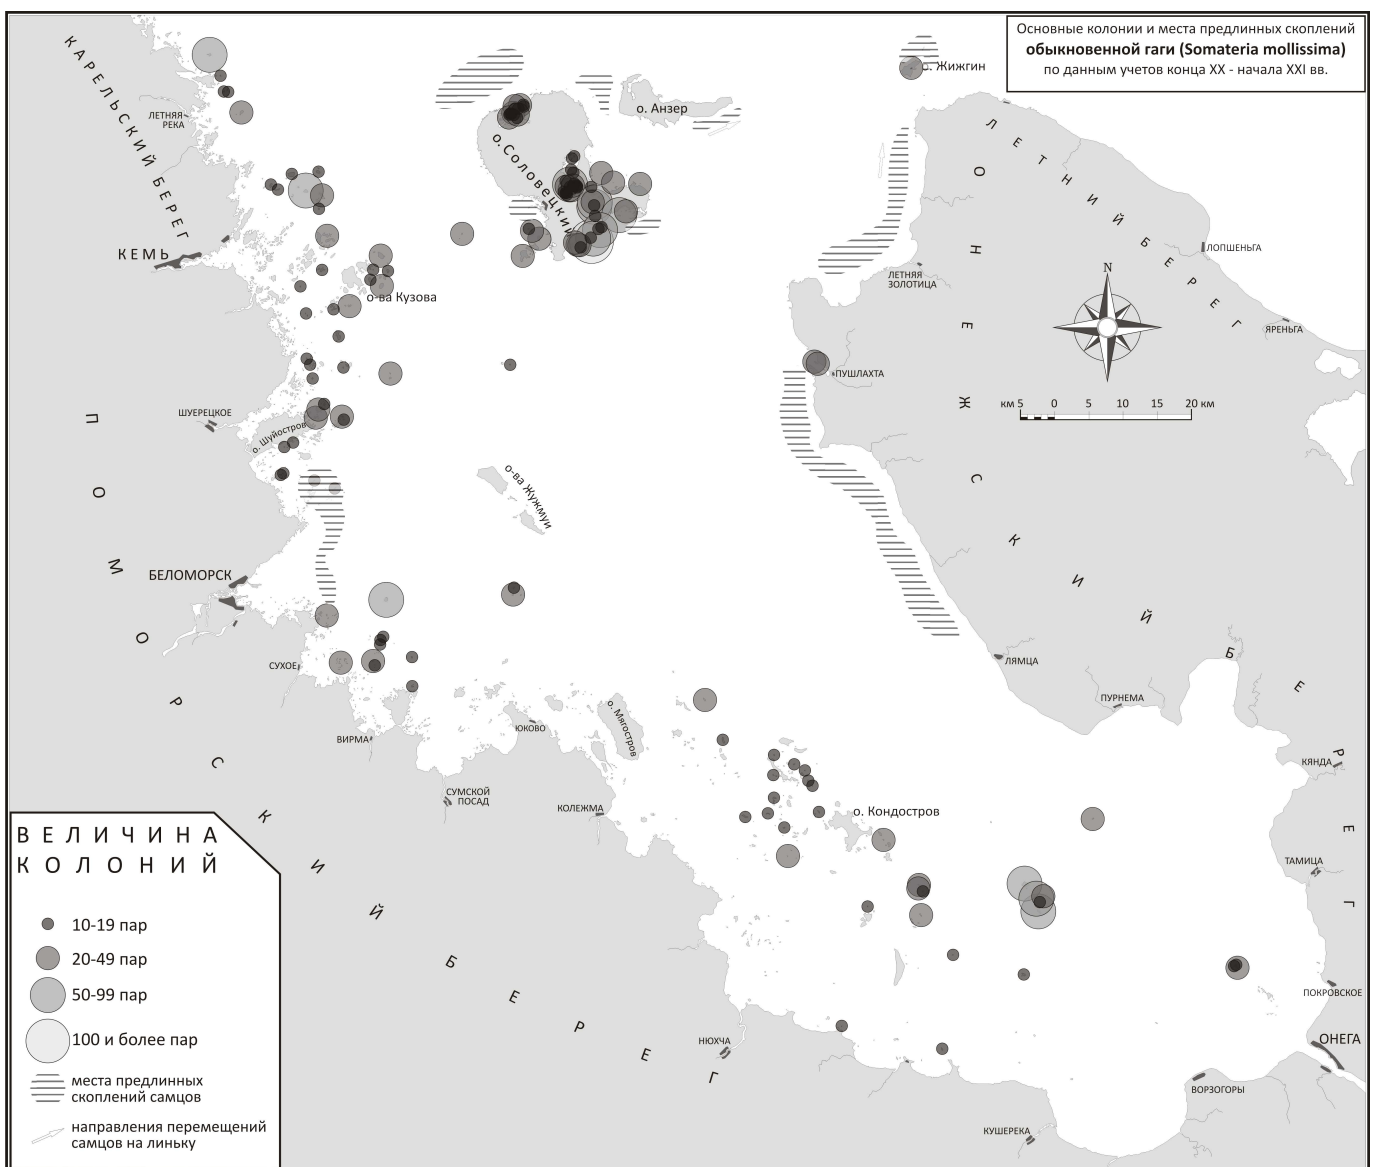 Основные колонии и места предлинных скоплений
обыкновенной гаги (Somateria mollissima)
по данным учетов конца XX - начала XXI вв.
КАРЕЛЬСКИЙ БЕРЕГ
ЛЕТНЯЯ
РЕКА
КЕМЬ
о. Соловецкий
о. Анзер
о. Жижгин
ЛЕТНИЙ БЕРЕГ
ЛОПШЕНЬГА
ЯРЕНЬГА
ЛЕТНЯЯ
ЗОЛОТИЦА
ПУШЛАХТА
N
км 5 0 5 10 15 20 км
о-ва Кузова
ШУЕРЕЦКОЕ
о. Шуйостров
о-ва Жужмуи
БЕЛОМОРСК
СУХОЕ
ВИРМА
ЮКОВО
о. Мягостров
СУМСКОЙ
ПОСАД
КОЛЕЖМА
о. Кондостров
ПОМОРСКИЙ БЕРЕГ
ОНЕЖСКИЙ БЕРЕГ
ЛЯМЦА
ПУРНЕМА
КЯНДА
ТАМИЦА
ПОКРОВСКОЕ
ОНЕГА
ВОРЗОГОРЫ
КУШЕРЕКА
НЮХЧА
ВЕЛИЧИНА
КОЛОНИЙ
10-19 пар
20-49 пар
50-99 пар
100 и более пар
места предлинных
скоплений самцов
направления перемещений
самцов на линьку